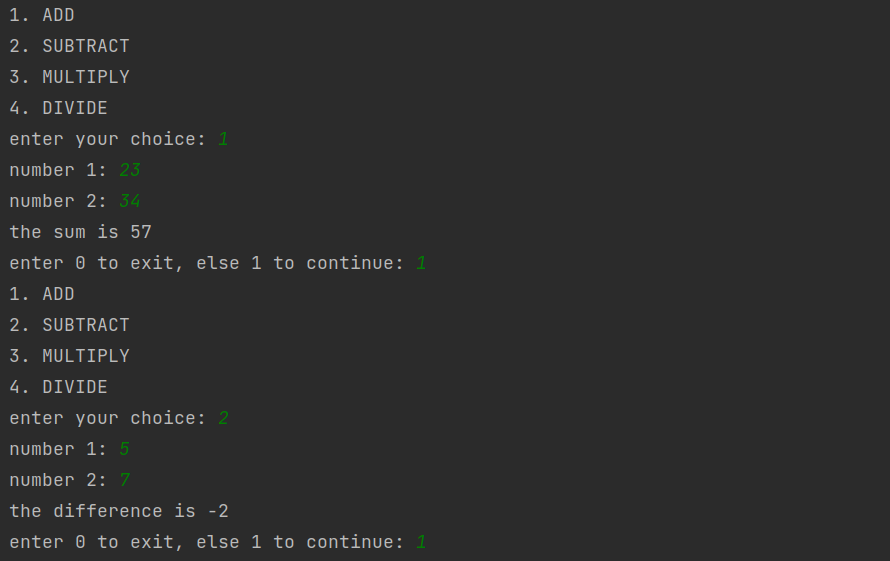 1. ADD
2. SUBTRACT
3. MULTIPLY
4. DIVIDE
enter your choice: 1
number 1: 23
number 2: 34
the sum is 57
enter 0 to exit, else 1 to continue: 1
1. ADD
2. SUBTRACT
3. MULTIPLY
4. DIVIDE
enter your choice: 2
number 1: 5
number 2: 7
the difference is -2
enter 0 to exit, else 1 to continue: 1